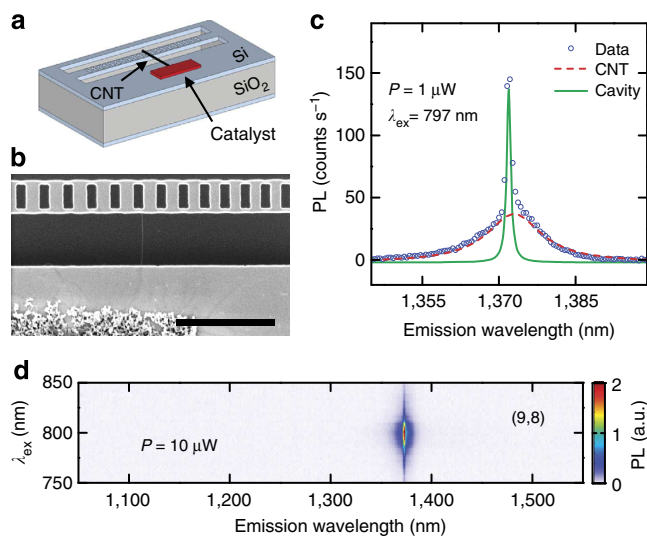 a
Si
CNT
SiO2
Catalyst
b
c
150
100
50
0
PL (counts s−1)
P = 1 μW
λex= 797 nm
Data
CNT
Cavity
1,355
1,370
1,385
Emission wavelength (nm)
d
850
800
750
λex (nm)
P = 10 μW
(9,8)
2
1
0
PL (a.u.)
1,100
1,200
1,300
1,400
1,500
Emission wavelength (nm)